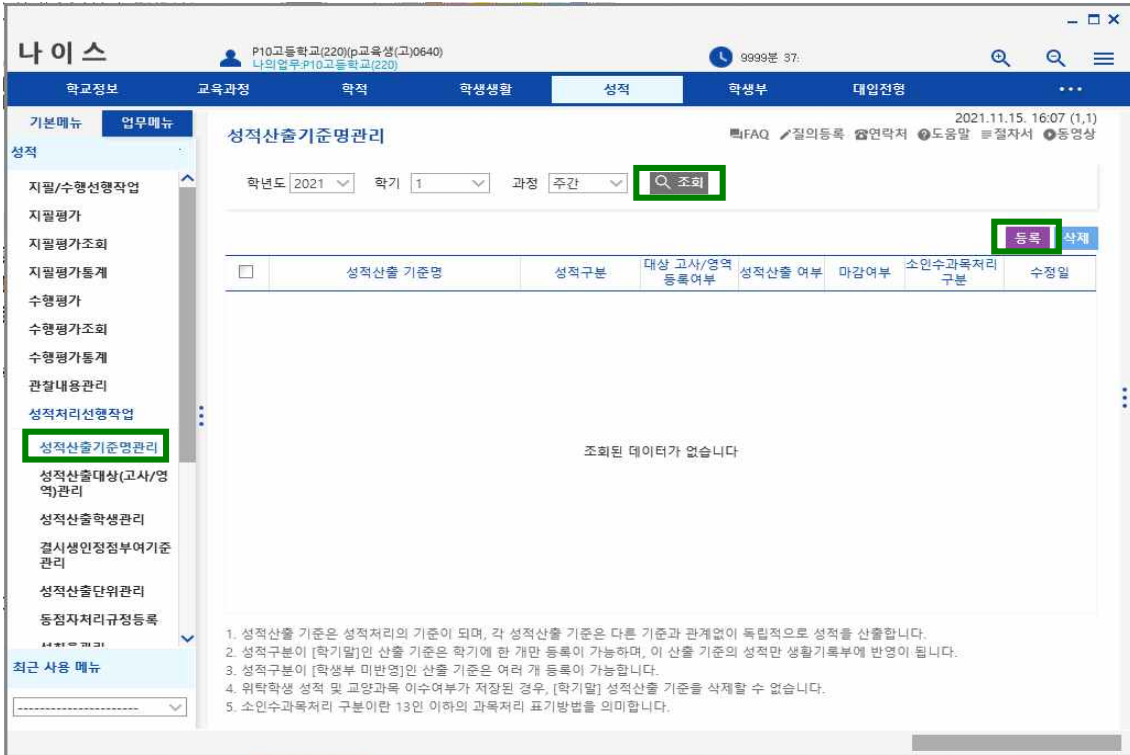 나이스
P10고등학교(220)(p교육생(고)0640)
나의업무:P10고등학교(220)
9999분 37:
학교정보 교육과정 학적 학생생활 성적 학생부 대입전형 •••
기본메뉴 업무메뉴
2021.11.15. 16:07 (1,1)
성적산출기준명관리
FAQ 질의등록 연락처 도움말 절차서 동영상
성적
학년도 2021 학기 1 과정 주간 조회
등록 삭제
성적산출 기준명 성적구분 대상 고사/영역 등록여부 성적산출 여부 마감여부 소인수과목처리 구분 수정일
지필/수행선행작업
지필평가
지필평가조회
지필평가통계
수행평가
수행평가조회
수행평가통계
관찰내용관리
성적처리선행작업
성적산출기준명관리
성적산출대상(고사/영
역)관리
성적산출학생관리
결시생인정점부여기준
관리
성적산출단위관리
동점자처리규정등록
최근 사용 메뉴
----------------------
조회된 데이터가 없습니다
1. 성적산출 기준은 성적처리의 기준이 되며, 각 성적산출 기준은 다른 기준과 관계없이 독립적으로 성적을 산출합니다.
2. 성적구분이 [학기말]인 산출 기준은 학기에 한 개만 등록이 가능하며, 이 산출 기준의 성적만 생활기록부에 반영이 됩니다.
3. 성적구분이 [학생부 미반영]인 산출 기준은 여러 개 등록이 가능합니다.
4. 위탁학생 성적 및 교양과목 이수여부가 저장된 경우, [학기말] 성적산출 기준을 삭제할 수 없습니다.
5. 소인수과목처리 구분이란 13인 이하의 과목처리 표기방법을 의미합니다.